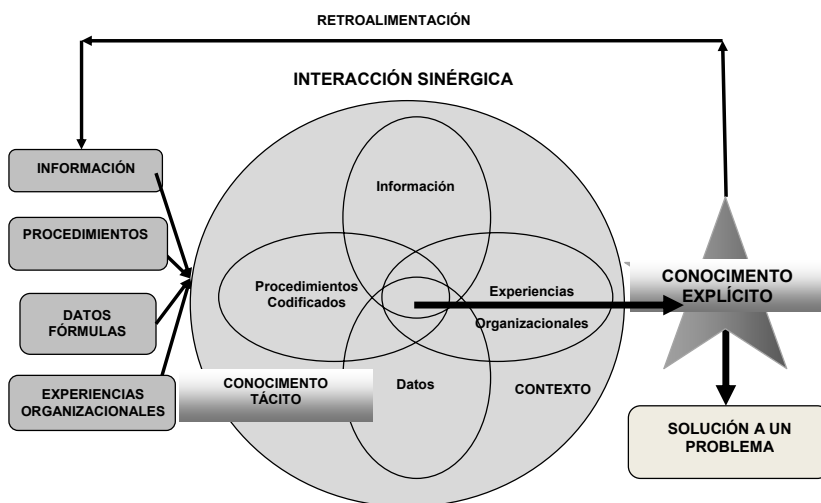 RETROALIMENTACIÓN
INTERACCIÓN SINÉRGICA
INFORMACIÓN
PROCEDIMIENTOS
DATOS
FÓRMULAS
EXPERIENCIAS
ORGANIZACIONALES
CONOCIMENTO
TÁCITO
Información
Procedimientos
Codificados
Experiencias
Organizacionales
Datos
CONTEXTO
CONOCIMENTO
EXPLÍCITO
SOLUCIÓN A UN
PROBLEMA